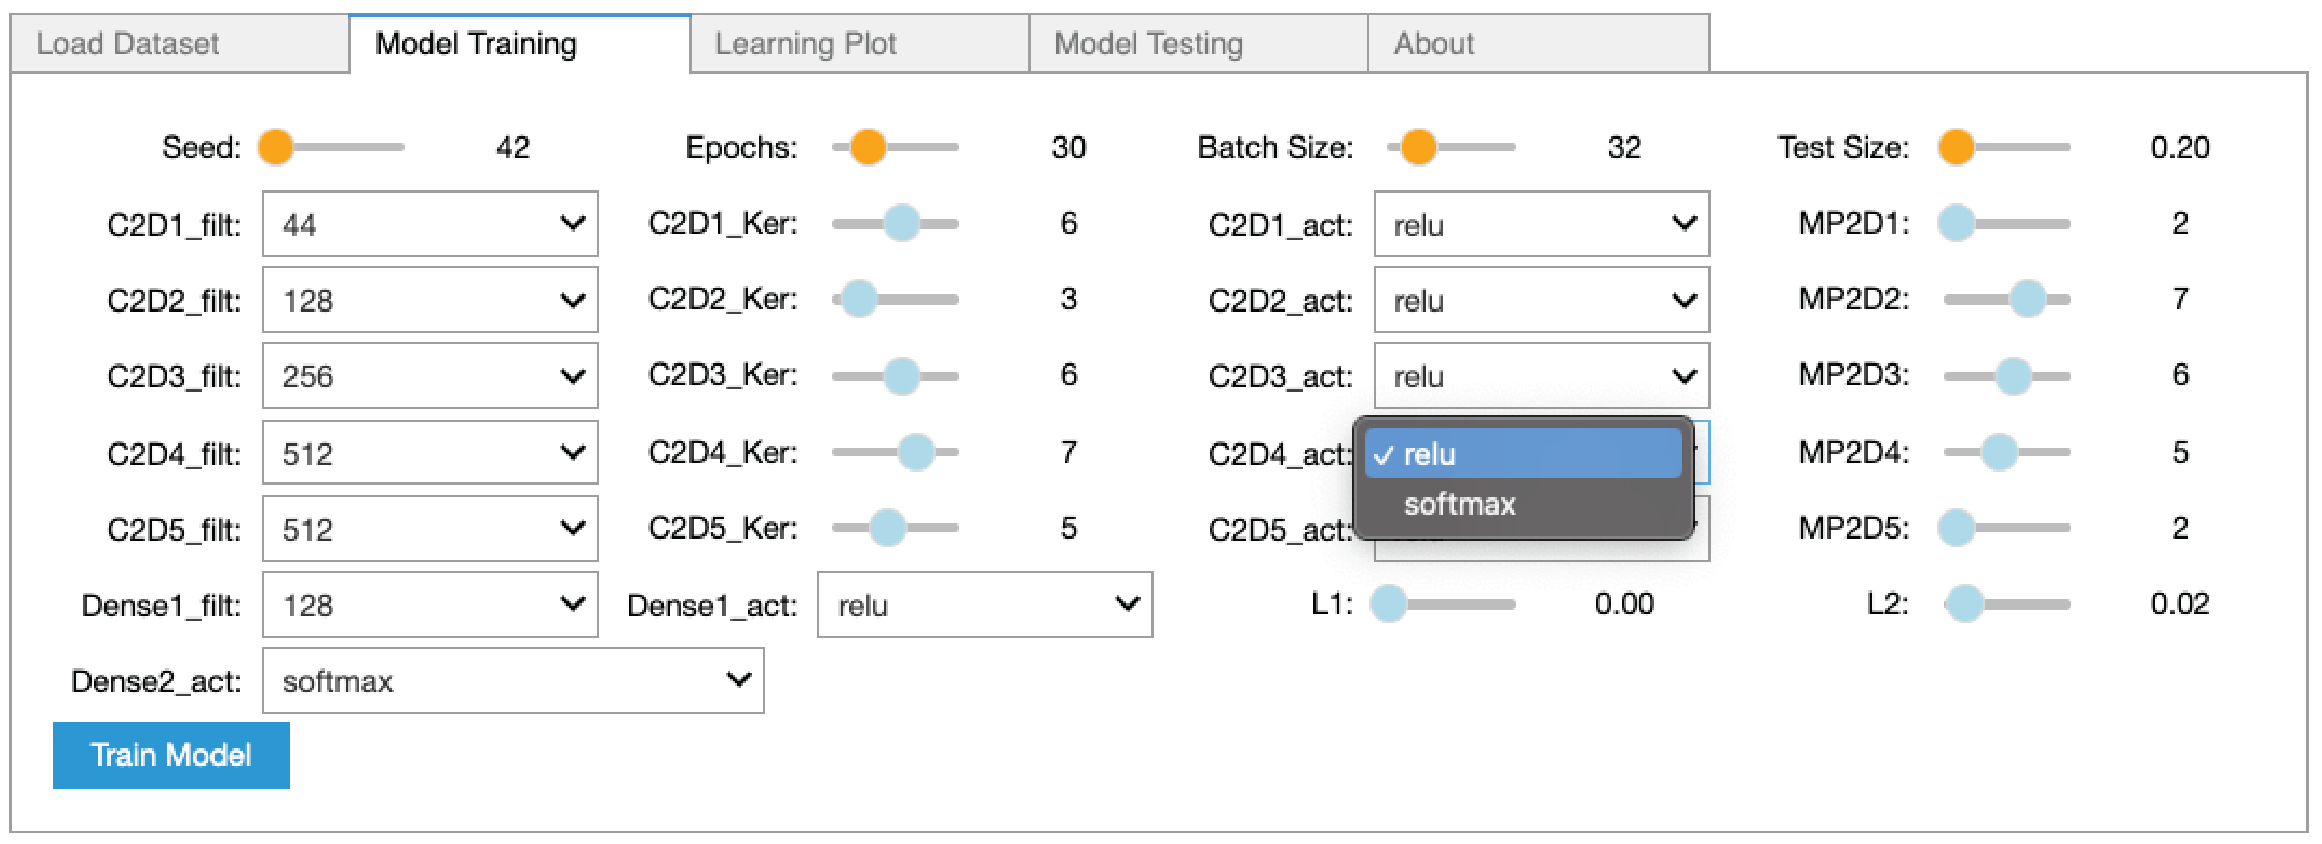 Load Dataset Model Training Learning Plot Model Testing About
Seed: 42 Epochs: 30 Batch Size: 32 Test Size: 0.20
C2D1_filt: 44 C2D1_Ker: 6 C2D1_act: relu MP2D1: 2
C2D2_filt: 128 C2D2_Ker: 3 C2D2_act: relu MP2D2: 7
C2D3_filt: 256 C2D3_Ker: 6 C2D3_act: relu MP2D3: 6
C2D4_filt: 512 C2D4_Ker: 7 C2D4_act: ✓ relu MP2D4: 5
softmax
C2D5_filt: 512 C2D5_Ker: 5 C2D5_act: MP2D5: 2
Dense1_filt: 128 Dense1_act: relu L1: 0.00 L2: 0.02
Dense2_act: softmax
Train Model